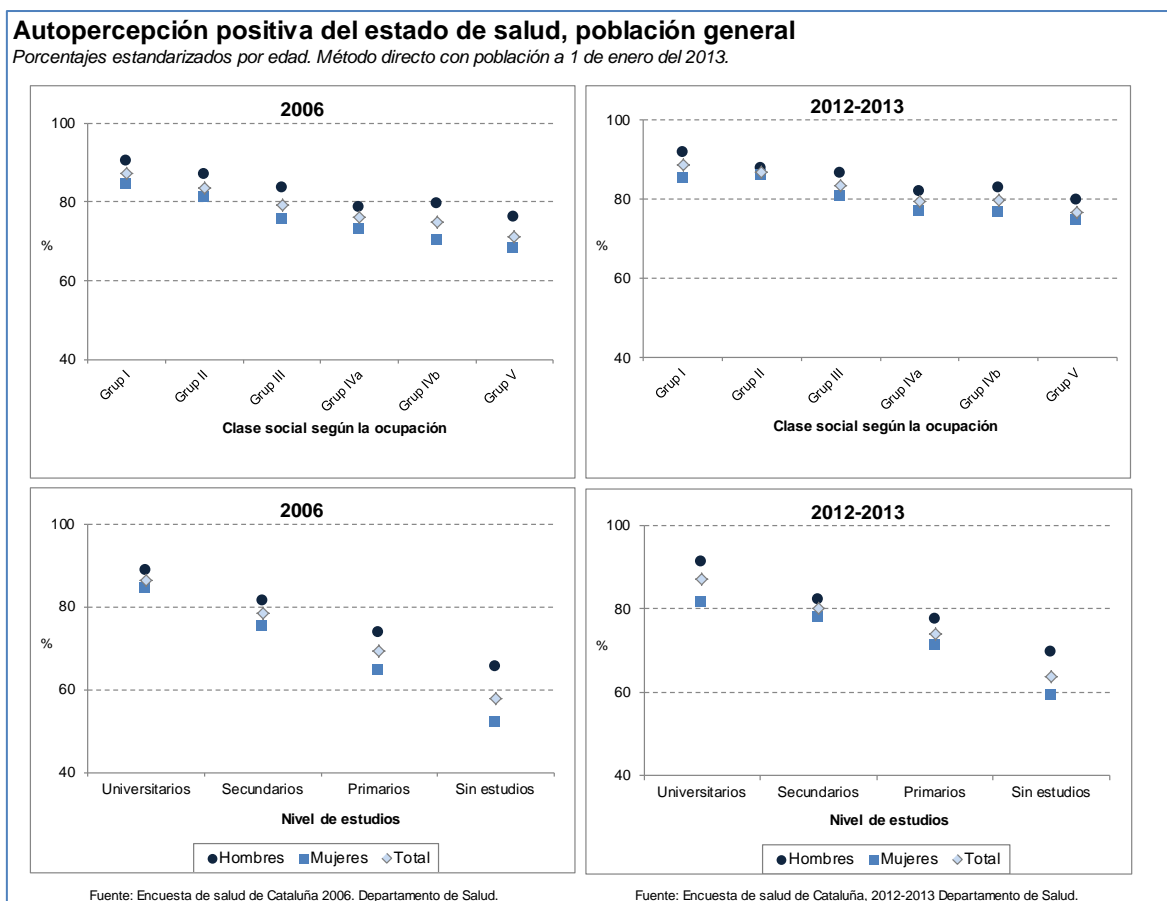 Autopercepción positiva del estado de salud, población general
Porcentajes estandarizados por edad. Método directo con población a 1 de enero del 2013.
2006
100
80
%
60
40
Grup I
Grup II
Grup III
Grup IVa
Grup IVb
Grup V
Clase social según la ocupación
2012-2013
100
80
%
60
40
Grup I
Grup II
Grup III
Grup IVa
Grup IVb
Grup V
Clase social según la ocupación
2006
100
80
%
60
40
Universitarios Secundarios Primarios Sin estudios
Nivel de estudios
Hombres Mujeres Total
2012-2013
100
80
%
60
40
Universitarios Secundarios Primarios Sin estudios
Nivel de estudios
Hombres Mujeres Total
Fuente: Encuesta de salud de Cataluña 2006. Departamento de Salud.
Fuente: Encuesta de salud de Cataluña, 2012-2013 Departamento de Salud.